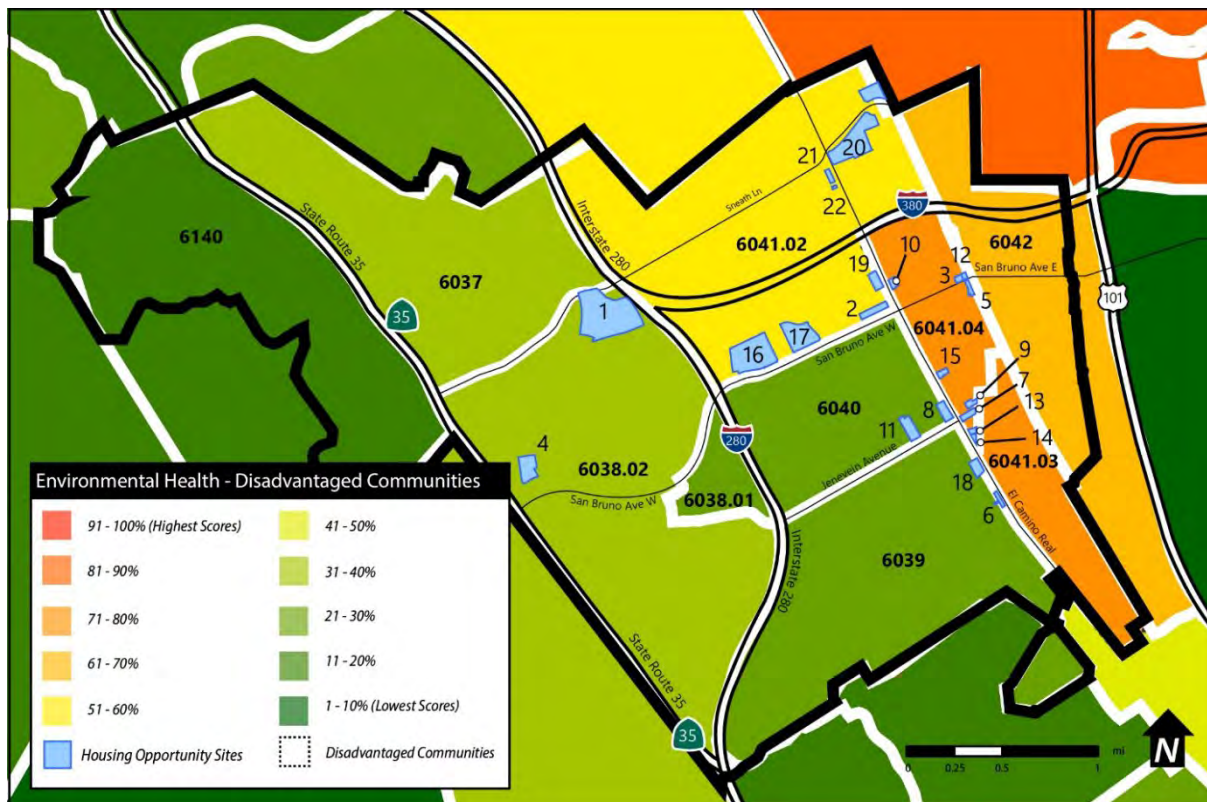 20
21
Sneath Ln
22
380
State Route 35
6140
Interstate 280
6041.02
10
6042
12
San Bruno Ave E
6037
19
3
5
101
35
1
2
6041.04
16
17
San Bruno Ave W
15
9
7
6040
8
13
280
11
14
4
6038.02
Jenevein Avenue
6041.03
San Bruno Ave W
6038.01
18
6
El Camino Real
6039
Interstate 280
State Route 35
35
Environmental Health - Disadvantaged Communities
91 - 100% (Highest Scores)
81 - 90%
71 - 80%
61 - 70%
51 - 60%
41 - 50%
31 - 40%
21 - 30%
11 - 20%
1 - 10% (Lowest Scores)
Housing Opportunity Sites
Disadvantaged Communities
mi
0 0.25 0.5 1
N